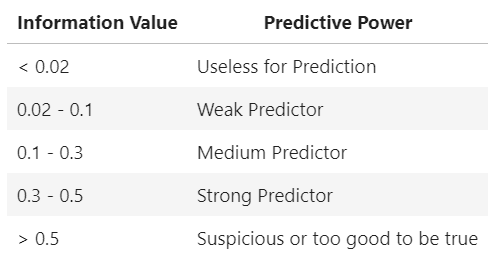 Information Value Predictive Power
< 0.02 Useless for Prediction
0.02 - 0.1 Weak Predictor
0.1 - 0.3 Medium Predictor
0.3 - 0.5 Strong Predictor
> 0.5 Suspicious or too good to be true